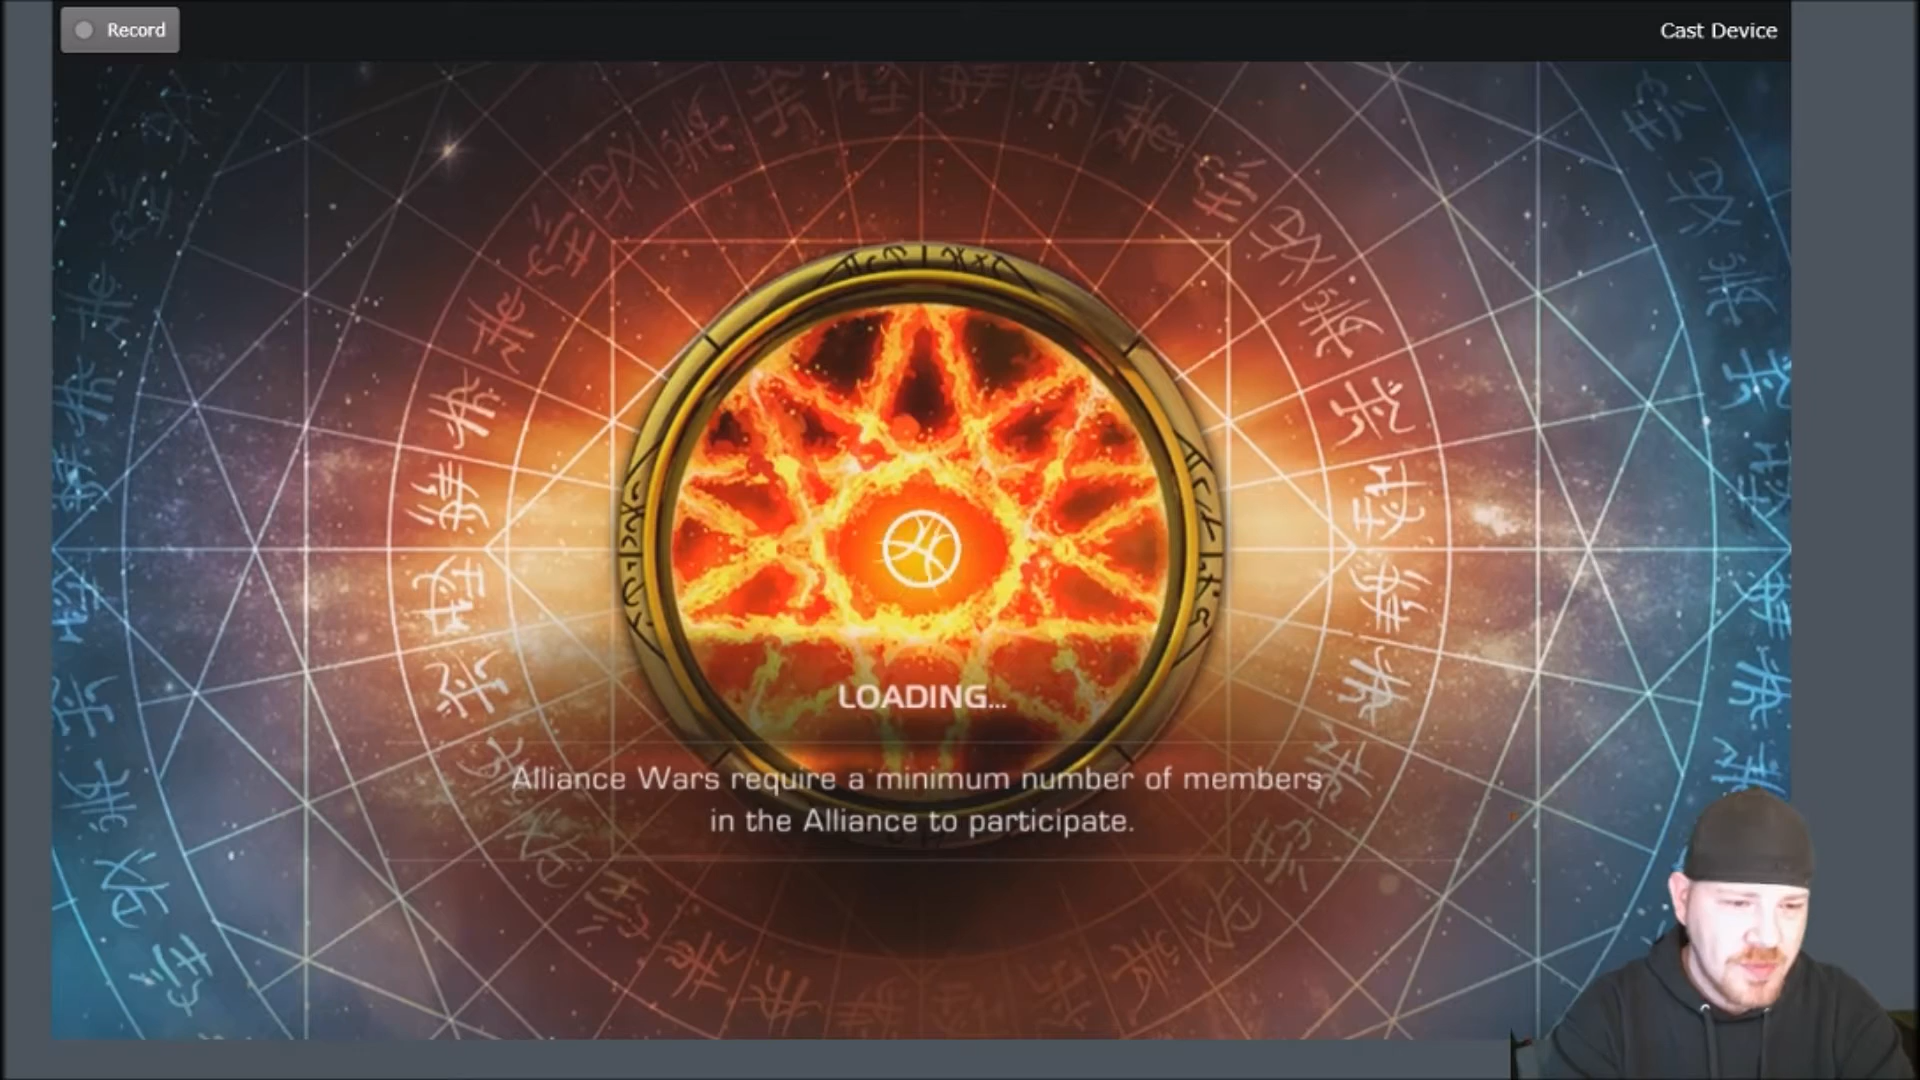 Record
Cast Device
LOADING...
Alliance Wars require a minimum number of members
in the Alliance to participate.